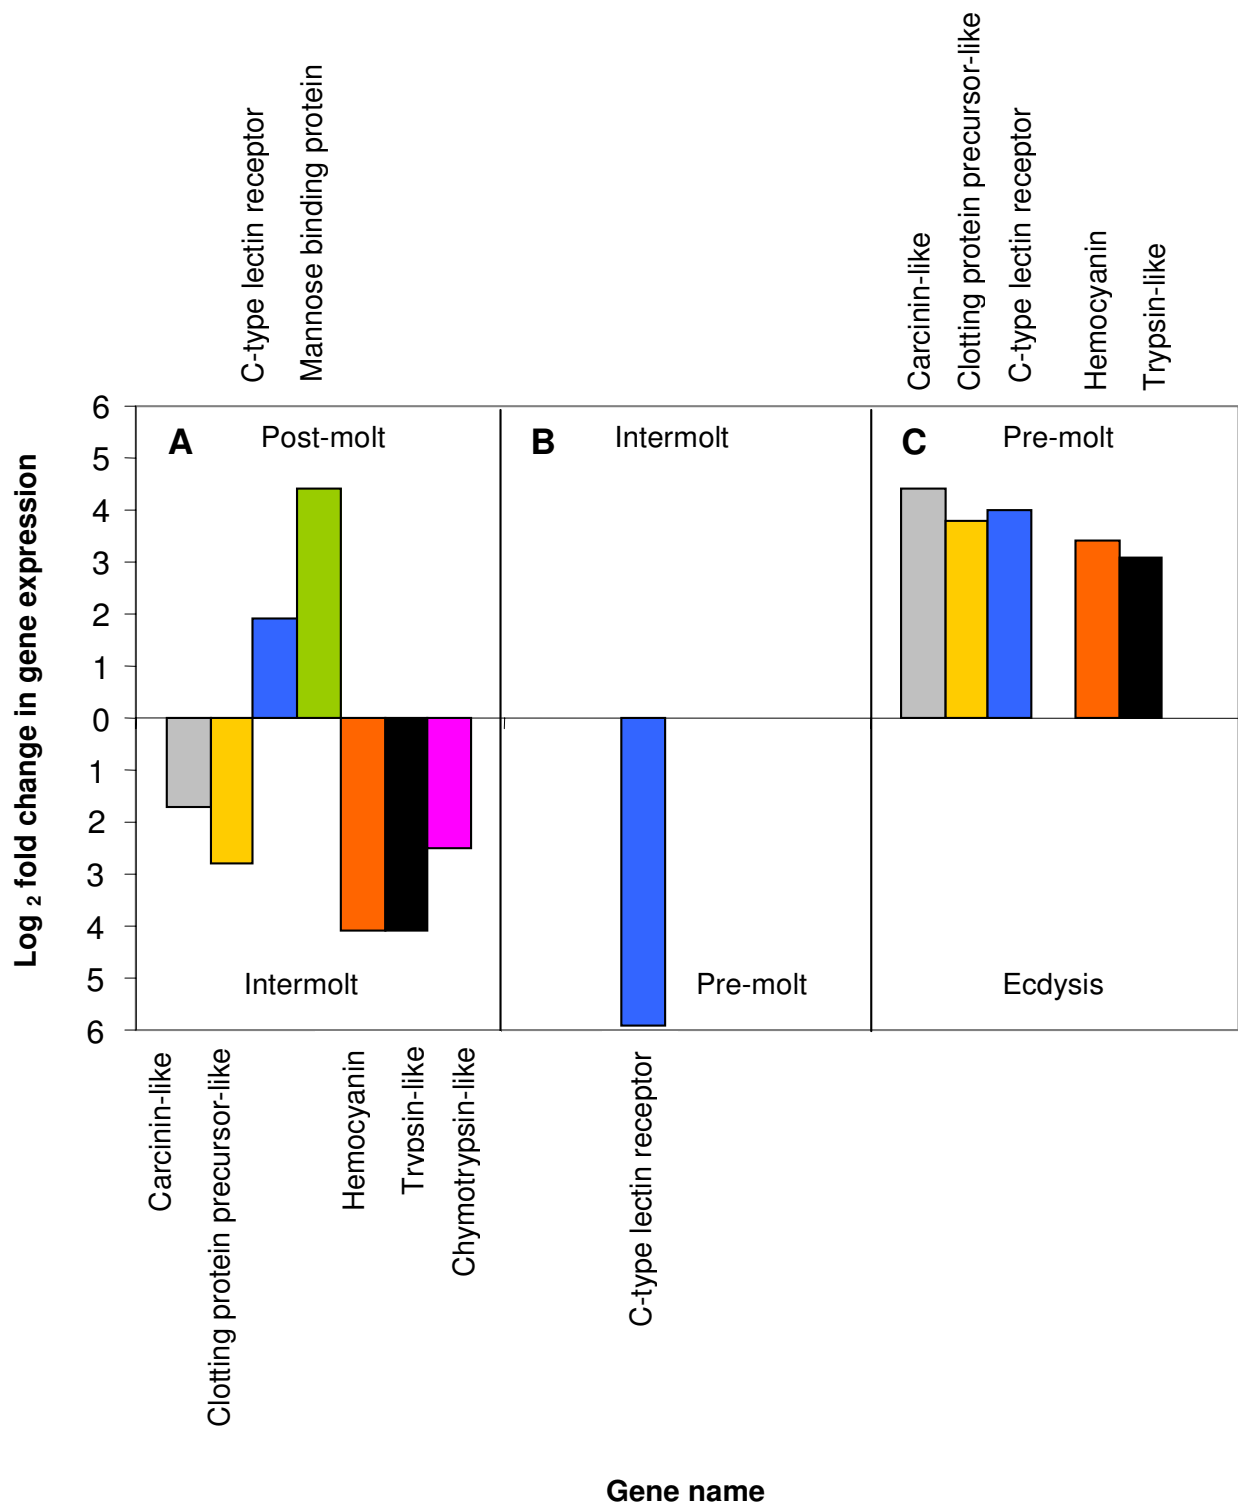 C-type lectin receptor
Mannose binding protein
Carcinin-like
Clotting protein precursor-like
C-type lectin receptor
Hemocyanin
Trypsin-like
Log 2 fold change in gene expression
6
5
4
3
2
1
0
1
2
3
4
5
6
A Post-molt
Intermolt
B Intermolt
Pre-molt
C Pre-molt
Ecdysis
Carcinin-like
Clotting protein precursor-like
Hemocyanin
Trypsin-like
Chymotrypsin-like
C-type lectin receptor
Gene name